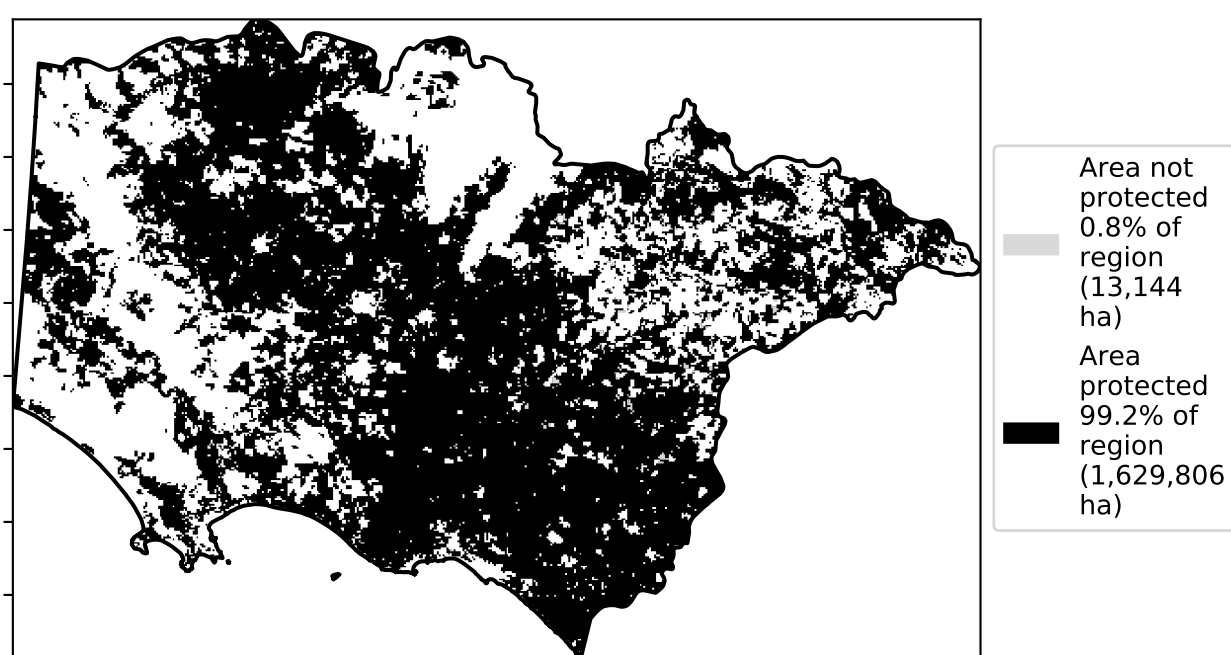 Area not
protected
0.8% of
region
(13,144
ha)
Area
protected
99.2% of
region
(1,629,806
ha)